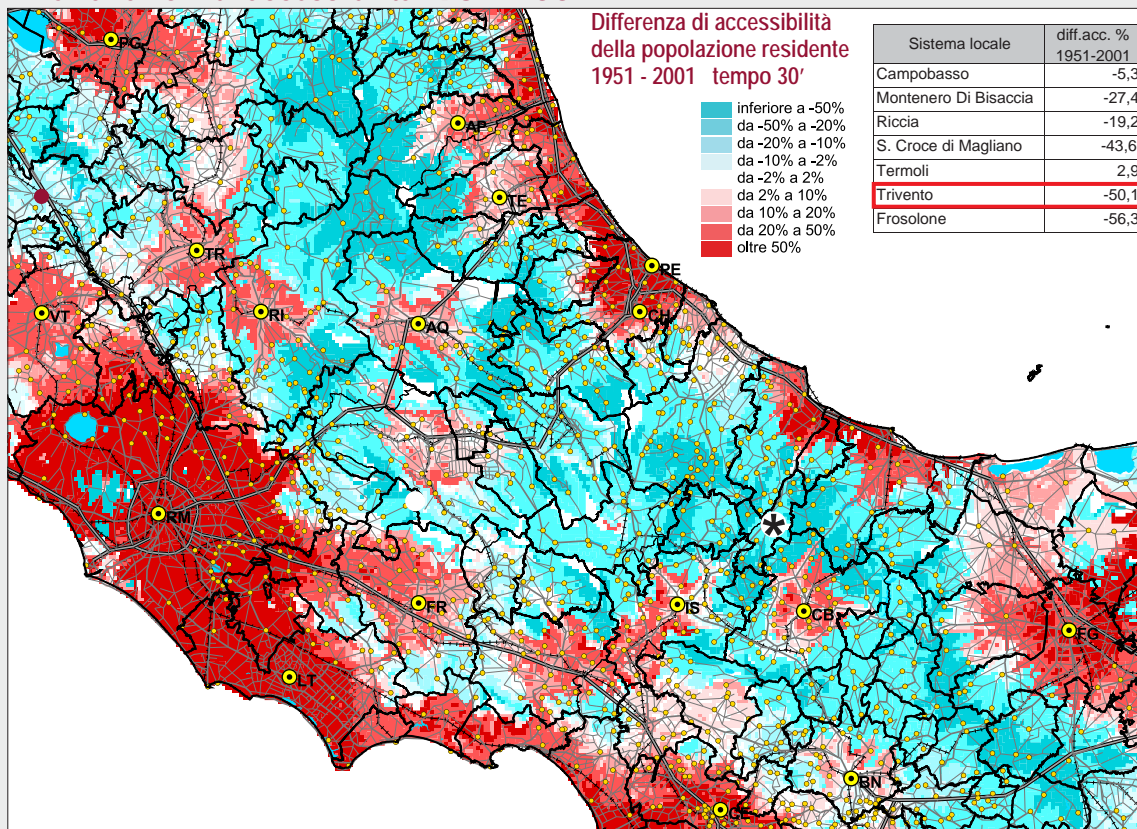 Differenza di accessibilità
della popolazione residente
1951 - 2001 tempo 30'
inferiore a -50%
da -50% a -20%
da -20% a -10%
da -10% a -2%
da -2% a 2%
da 2% a 10%
da 10% a 20%
da 20% a 50%
oltre 50%
Sistema locale diff.acc. % 1951-2001
Campobasso -5,3
Montenero Di Bisaccia -27,4
Riccia -19,2
S. Croce di Magliano -43,6
Termoli 2,9
Trivento -50,1
Frosolone -56,3
PG
AP
TE
TR
PE
VT
RI
AQ
CH
RM
*
FR
IS
CB
FG
LT
BN
CE